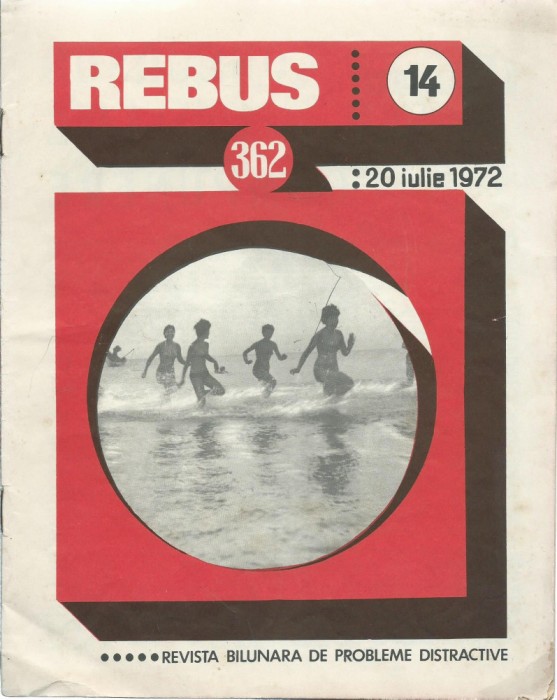 REBUS
14
362
:20 iulie 1972
REVISTA BILUNARA DE PROBLEME DISTRACTIVE